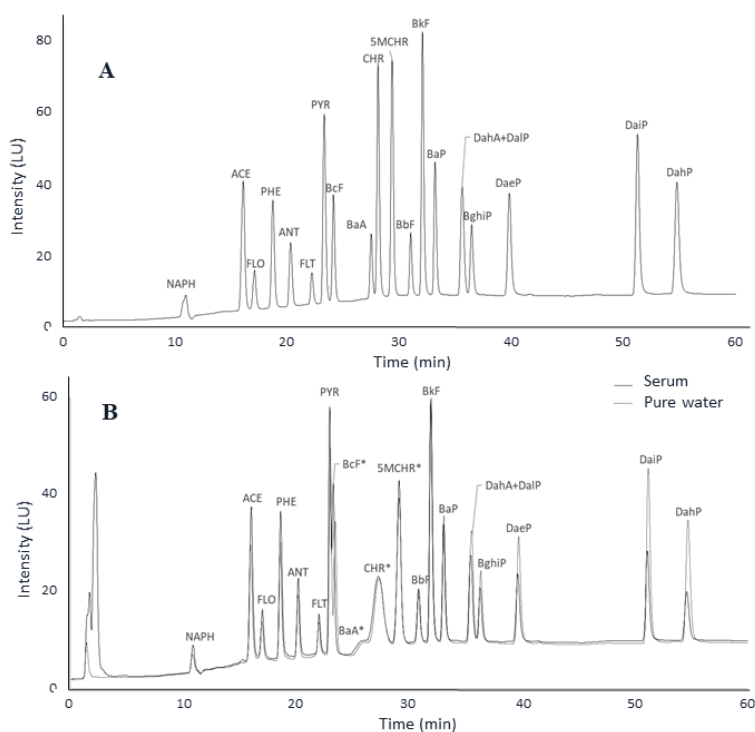 A
Intensity (LU)
80
60
40
20
0
NAPH
ACE
FLO
PHE
ANT
FLT
PYR
BcF
BaA
CHR
5MCHR
BbF
BkF
BaP
DahA+DalP
BghiP
DaeP
DaiP
DahP
0 10 20 30 40 50 60
Time (min)
B
Serum
Pure water
Intensity (LU)
60
40
20
0
NAPH
ACE
FLO
PHE
ANT
FLT
PYR
BcF*
BaA*
CHR*
5MCHR*
BbF
BkF
BaP
DahA+DalP
BghiP
DaeP
DaiP
DahP
0 10 20 30 40 50 60
Time (min)